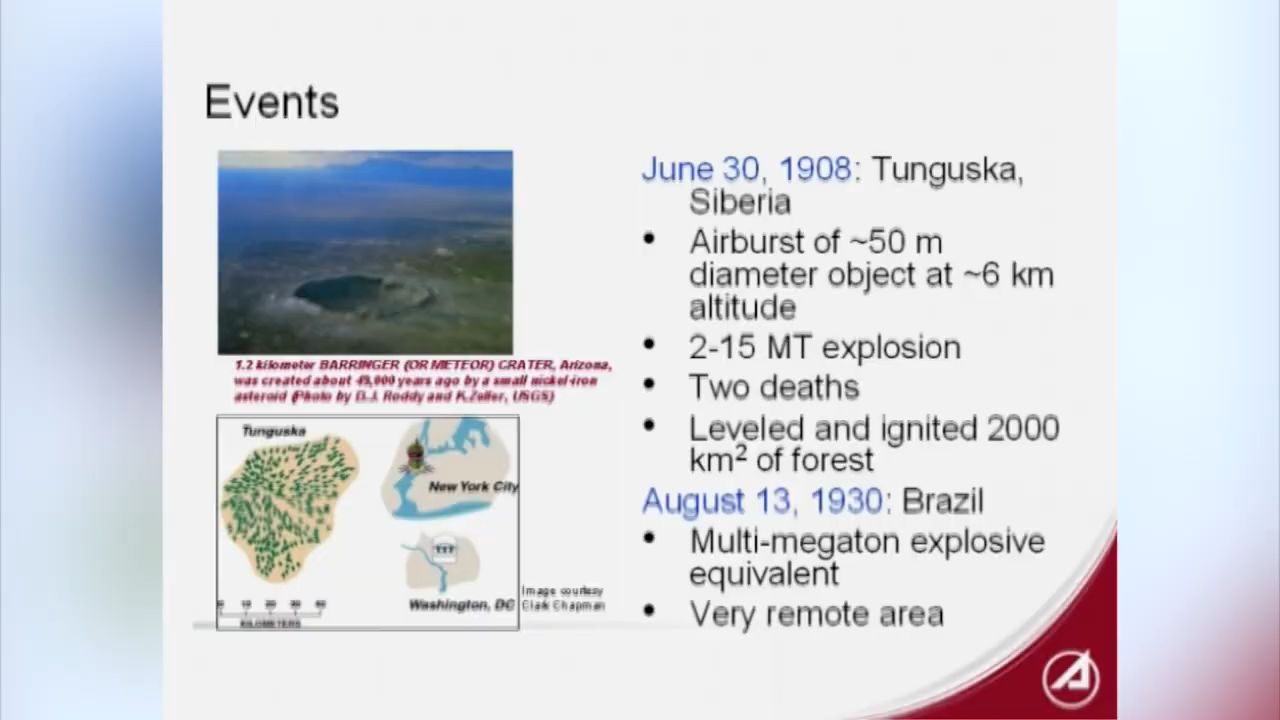 Events
1.2 kilometer BARRINGER (OR METEOR) CRATER, Arizona,
was created about 49,000 years ago by a small nickel-iron
asteroid (Photo by D.J. Roddy and K.Zeller, USGS)
Tunguska
New York City
Washington, DC
KILOMETERS
Image courtesy
Clark Chapman
June 30, 1908: Tunguska,
Siberia
• Airburst of ~50 m
diameter object at ~6 km
altitude
• 2-15 MT explosion
• Two deaths
• Leveled and ignited 2000
km² of forest
August 13, 1930: Brazil
• Multi-megaton explosive
equivalent
• Very remote area